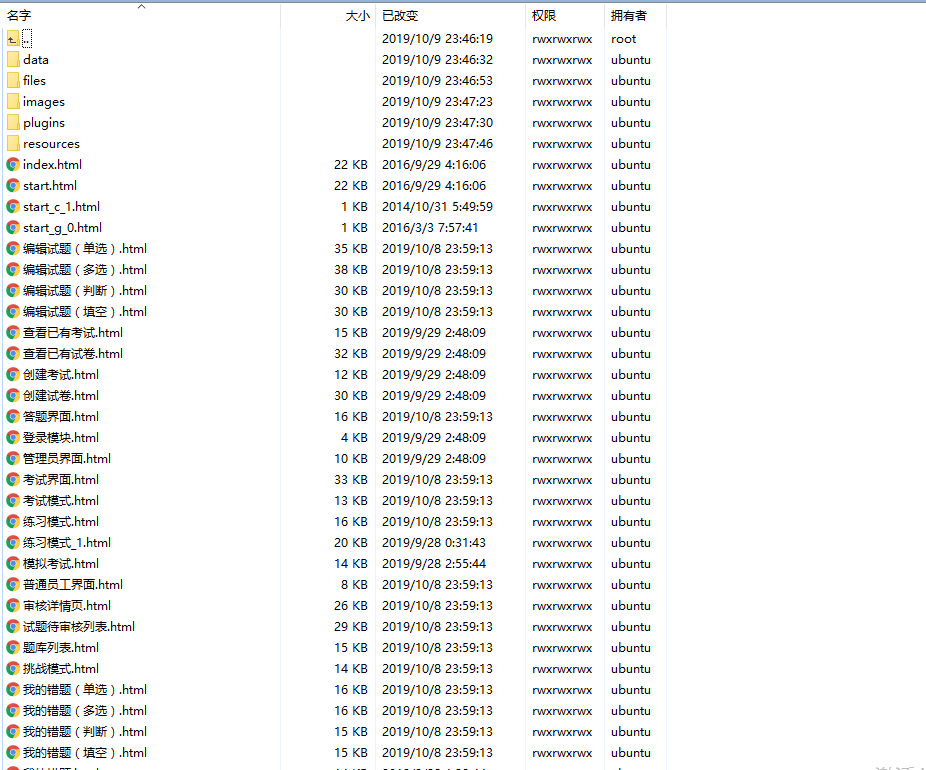 名字 大小 已改变 权限 拥有者
.. 2019/10/9 23:46:19 rwxrwxrwx root
data 2019/10/9 23:46:32 rwxrwxrwx ubuntu
files 2019/10/9 23:46:53 rwxrwxrwx ubuntu
images 2019/10/9 23:47:23 rwxrwxrwx ubuntu
plugins 2019/10/9 23:47:30 rwxrwxrwx ubuntu
resources 2019/10/9 23:47:46 rwxrwxrwx ubuntu
index.html 22 KB 2016/9/29 4:16:06 rwxrwxrwx ubuntu
start.html 22 KB 2016/9/29 4:16:06 rwxrwxrwx ubuntu
start_c_1.html 1 KB 2014/10/31 5:49:59 rwxrwxrwx ubuntu
start_g_0.html 1 KB 2016/3/3 7:57:41 rwxrwxrwx ubuntu
编辑试题（单选）.html 35 KB 2019/10/8 23:59:13 rwxrwxrwx ubuntu
编辑试题（多选）.html 38 KB 2019/10/8 23:59:13 rwxrwxrwx ubuntu
编辑试题（判断）.html 30 KB 2019/10/8 23:59:13 rwxrwxrwx ubuntu
编辑试题（填空）.html 30 KB 2019/10/8 23:59:13 rwxrwxrwx ubuntu
查看已有考试.html 15 KB 2019/9/29 2:48:09 rwxrwxrwx ubuntu
查看已有试卷.html 32 KB 2019/9/29 2:48:09 rwxrwxrwx ubuntu
创建考试.html 12 KB 2019/9/29 2:48:09 rwxrwxrwx ubuntu
创建试卷.html 30 KB 2019/9/29 2:48:09 rwxrwxrwx ubuntu
答题界面.html 16 KB 2019/10/8 23:59:13 rwxrwxrwx ubuntu
登录模块.html 4 KB 2019/9/29 2:48:09 rwxrwxrwx ubuntu
管理员界面.html 10 KB 2019/9/29 2:48:09 rwxrwxrwx ubuntu
考试界面.html 33 KB 2019/10/8 23:59:13 rwxrwxrwx ubuntu
考试模式.html 13 KB 2019/10/8 23:59:13 rwxrwxrwx ubuntu
练习模式.html 16 KB 2019/10/8 23:59:13 rwxrwxrwx ubuntu
练习模式_1.html 20 KB 2019/9/28 0:31:43 rwxrwxrwx ubuntu
模拟考试.html 14 KB 2019/9/28 2:55:44 rwxrwxrwx ubuntu
普通员工界面.html 8 KB 2019/10/8 23:59:13 rwxrwxrwx ubuntu
审核详情页.html 26 KB 2019/10/8 23:59:13 rwxrwxrwx ubuntu
试题待审核列表.html 29 KB 2019/10/8 23:59:13 rwxrwxrwx ubuntu
题库列表.html 15 KB 2019/10/8 23:59:13 rwxrwxrwx ubuntu
挑战模式.html 14 KB 2019/10/8 23:59:13 rwxrwxrwx ubuntu
我的错题（单选）.html 16 KB 2019/10/8 23:59:13 rwxrwxrwx ubuntu
我的错题（多选）.html 16 KB 2019/10/8 23:59:13 rwxrwxrwx ubuntu
我的错题（判断）.html 15 KB 2019/10/8 23:59:13 rwxrwxrwx ubuntu
我的错题（填空）.html 15 KB 2019/10/8 23:59:13 rwxrwxrwx ubuntu